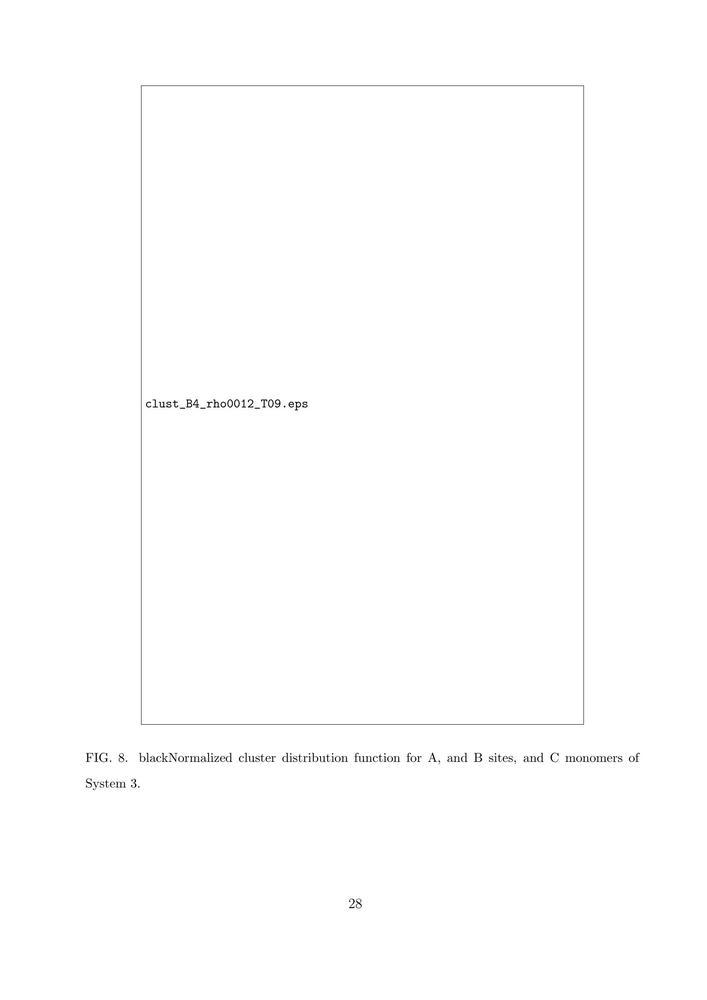 clust_B4_rho0012_T09.eps
FIG. 8. blackNormalized cluster distribution function for A, and B sites, and C monomers of
System 3.
28